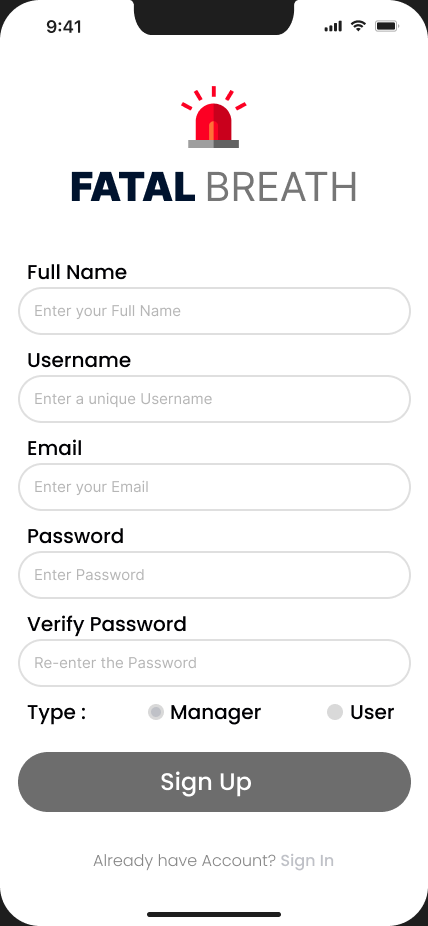 9:41
FATAL BREATH
Full Name
Enter your Full Name
Username
Enter a unique Username
Email
Enter your Email
Password
Enter Password
Verify Password
Re-enter the Password
Type : Manager User
Sign Up
Already have Account? Sign In